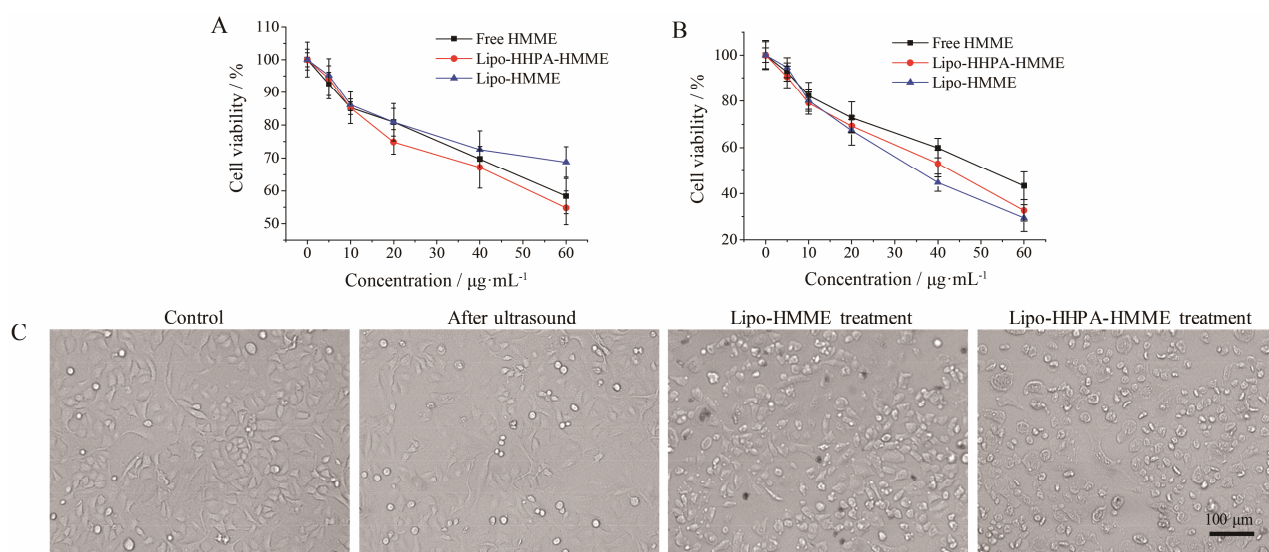 A
110
100
90
80
70
60
50
Cell viability / %
Free HMME
Lipo-HHPA-HMME
Lipo-HMME
0 10 20 30 40 50 60
Concentration / μg·mL⁻¹
B
100
80
60
40
20
Cell viability / %
Free HMME
Lipo-HHPA-HMME
Lipo-HMME
0 10 20 30 40 50 60
Concentration / μg·mL⁻¹
C
Control
After ultrasound
Lipo-HMME treatment
Lipo-HHPA-HMME treatment
100 μm